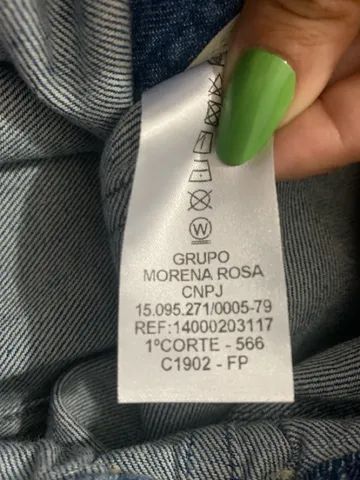 W
GRUPO
MORENA ROSA
CNPJ
15.095.271/0005-79
REF:14000203117
1ºCORTE - 566
C1902 - FP